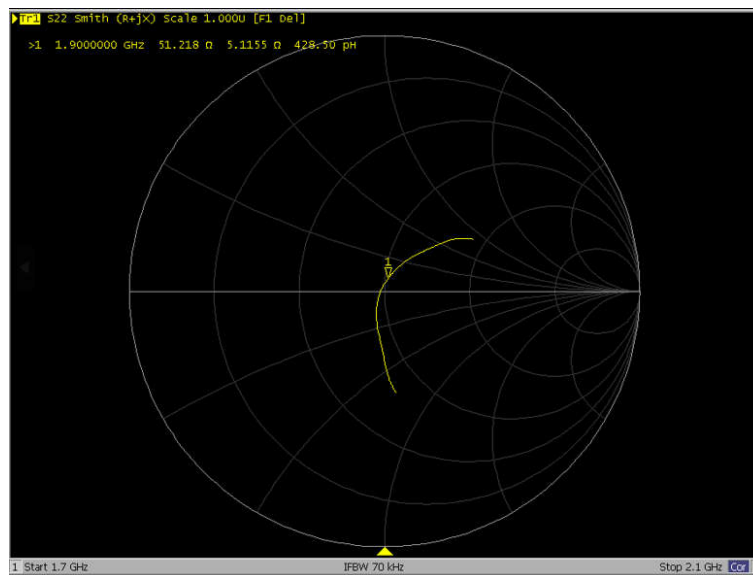 Tr1 S22 Smith (R+jX) Scale 1.000U [F1 Del]
>1 1.9000000 GHz 51.218 Ω 5.1155 Ω 428.50 pH
1
1 Start 1.7 GHz IFBW 70 kHz Stop 2.1 GHz Cor